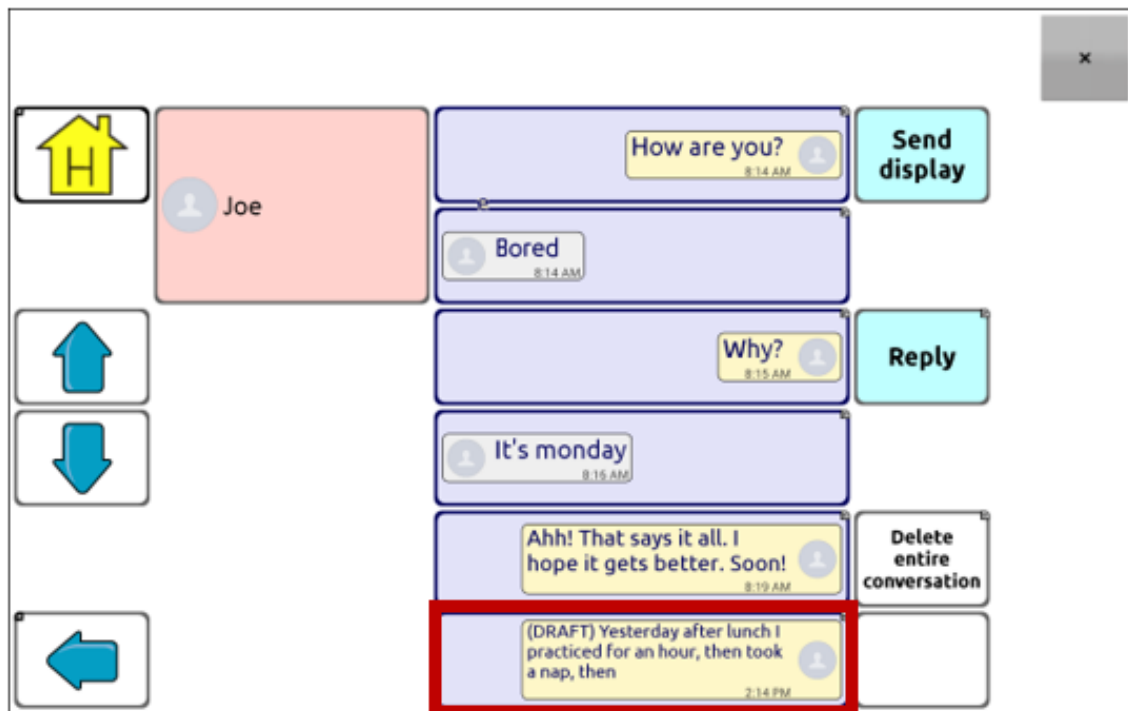 ×
H
Joe
How are you?
8:14 AM
Send
display
Bored
8:14 AM
Why?
8:15 AM
Reply
It's monday
8:16 AM
Ahh! That says it all. I
hope it gets better. Soon!
8:19 AM
Delete
entire
conversation
(DRAFT) Yesterday after lunch I
practiced for an hour, then took
a nap, then
2:14 PM